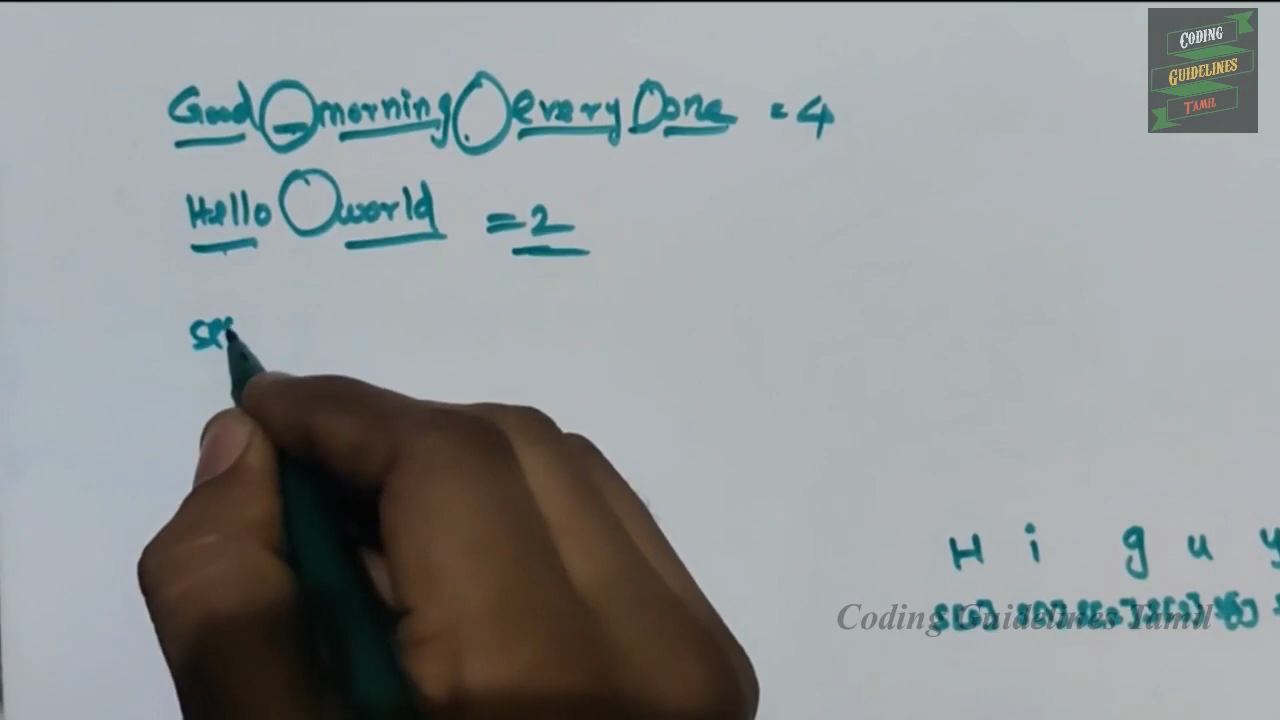 CODING
GUIDELINES
TAMIL
Good morning every one = 4
Hello world = 2
H i g u y
Coding Guidelines Tamil